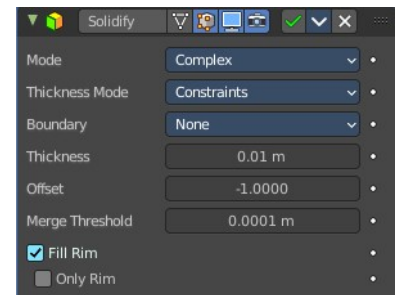 Solidify
Mode Complex
Thickness Mode Constraints
Boundary None
Thickness 0.01 m
Offset -1.0000
Merge Threshold 0.0001 m
Fill Rim
Only Rim